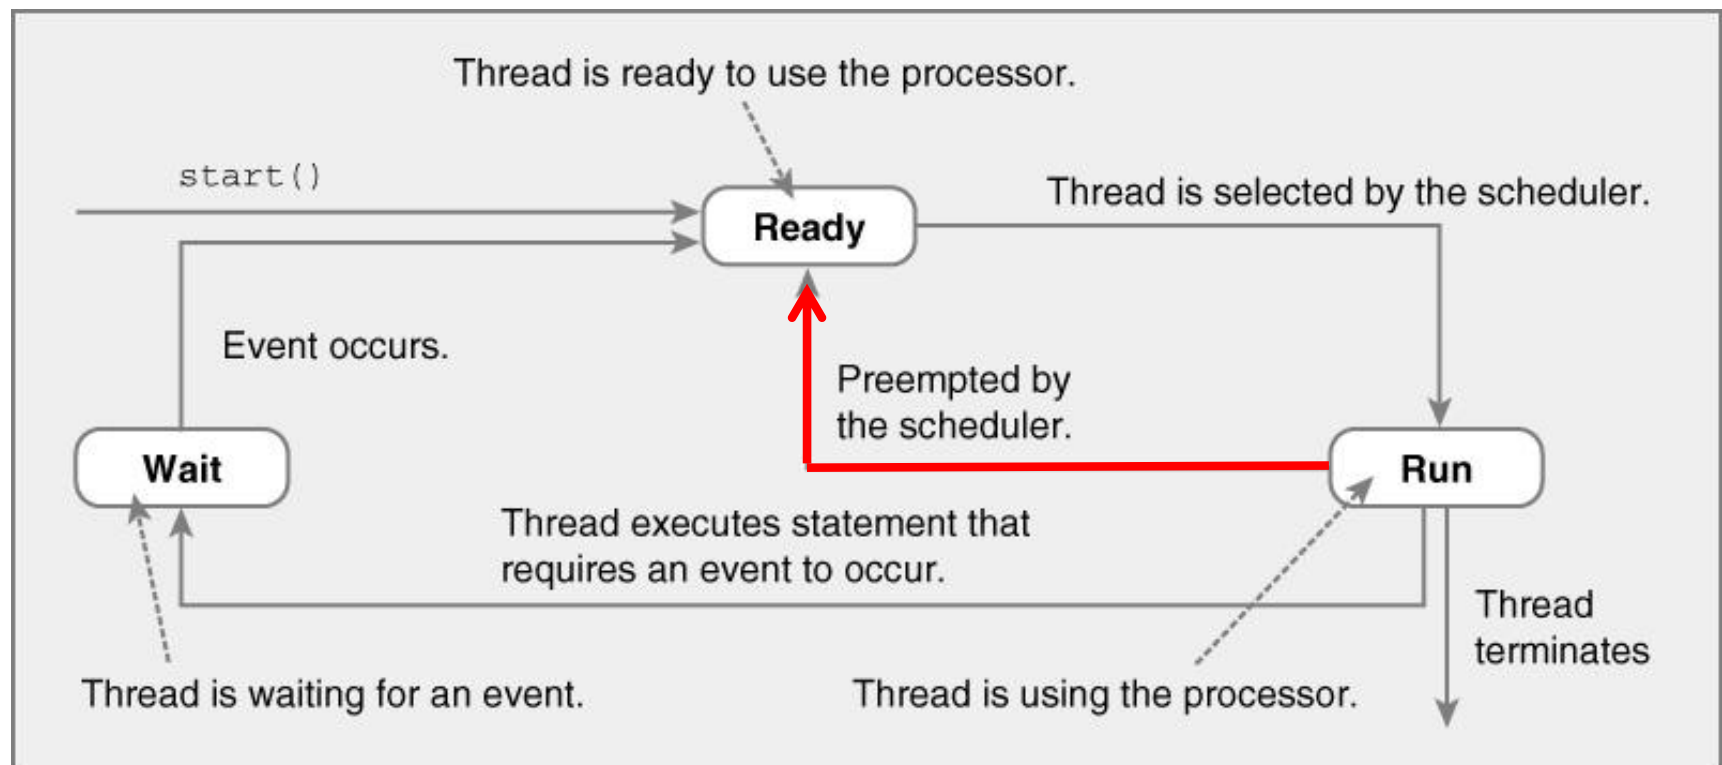 Thread is ready to use the processor.
start()
Thread is selected by the scheduler.
Ready
Event occurs.
Preempted by
the scheduler.
Wait
Run
Thread executes statement that
requires an event to occur.
Thread
terminates
Thread is waiting for an event.
Thread is using the processor.